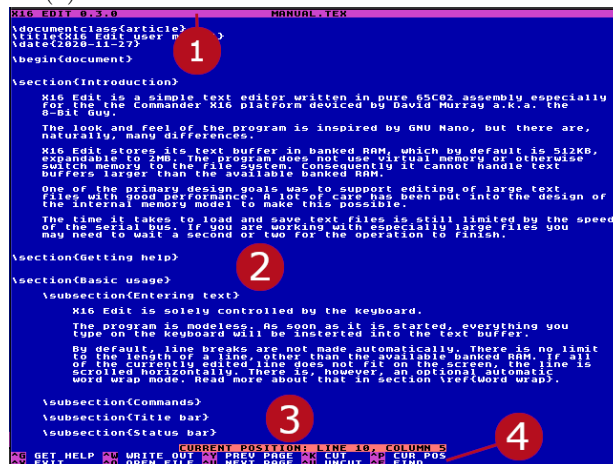 X16 EDIT 0.3.0 MANUAL.TEX
\documentclass{article}
\title{X16 Edit user m
\date{2020-11-27}
1
\begin{document}
\section{Introduction}
X16 Edit is a simple text editor written in pure 65C02 assembly especially
for the the Commander X16 platform deviced by David Murray a.k.a. the
8-Bit Guy.
The look and feel of the program is inspired by GNU Nano, but there are,
naturally, many differences.
X16 Edit stores its text buffer in banked RAM, which by default is 512KB,
expandable to 2MB. The program does not use virtual memory or otherwise
switch memory to the file system. Consequently it cannot handle text
buffers larger than the available banked RAM.
One of the primary design goals was to support editing of large text
files with good performance. A lot of care has been put into the design of
the internal memory model to make this possible.
The time it takes to load and save text files is still limited by the speed
of the serial bus. If you are working with especially large files you
may need to wait a second or two for the operation to finish.
\section{Getting help}
2
\section{Basic usage}
\subsection{Entering text}
X16 Edit is solely controlled by the keyboard.
The program is modeless. As soon as it is started, everything you
type on the keyboard will be insterted into the text buffer.
By default, line breaks are not made automatically. There is no limit
to the length of a line, other than the available banked RAM. If all
of the currently edited line does not fit on the screen, the line is
scrolled horizontally. There is, however, an optional automatic
word wrap mode. Read more about that in section \ref{Word wrap}.
\subsection{Commands}
\subsection{Title bar}
3
\subsection{Status bar}
4
CURRENT POSITION: LINE 10, COLUMN 5
^G GET HELP ^W WRITE OUT ^Y PREV PAGE ^K CUT ^P CUR POS
^X EXIT ^O OPEN FILE ^U NEXT PAGE ^U UNCUT ^F FIND